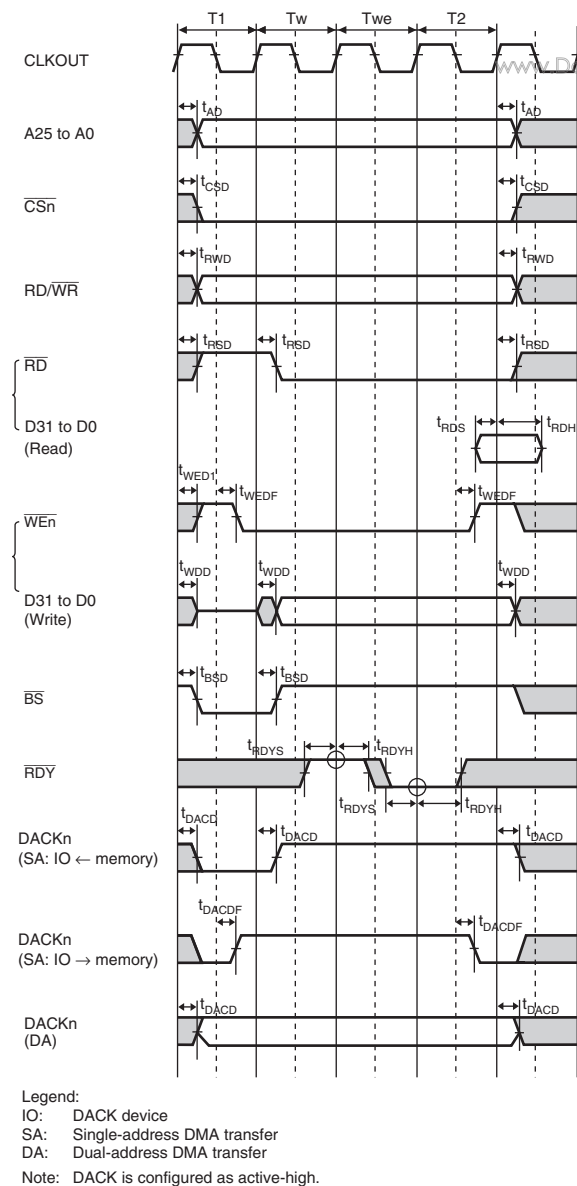 T1 Tw Twe T2
CLKOUT
www.Da
tAD tAD
A25 to A0
tCSD tCSD
CSn
tRWD tRWD
RD/WR
tRSD tRSD tRSD
RD
tRDS tRDH
D31 to D0
(Read)
tWED1 tWEDF tWEDF
WEn
tWDD tWDD tWDD
D31 to D0
(Write)
tBSD tBSD
BS
tRDYS tRDYH
RDY
tRDYS tRDYH
tDACD tDACD tDACD
DACKn
(SA: IO ← memory)
tDACDF tDACDF
DACKn
(SA: IO → memory)
tDACD tDACD
DACKn
(DA)
Legend:
IO: DACK device
SA: Single-address DMA transfer
DA: Dual-address DMA transfer
Note: DACK is configured as active-high.